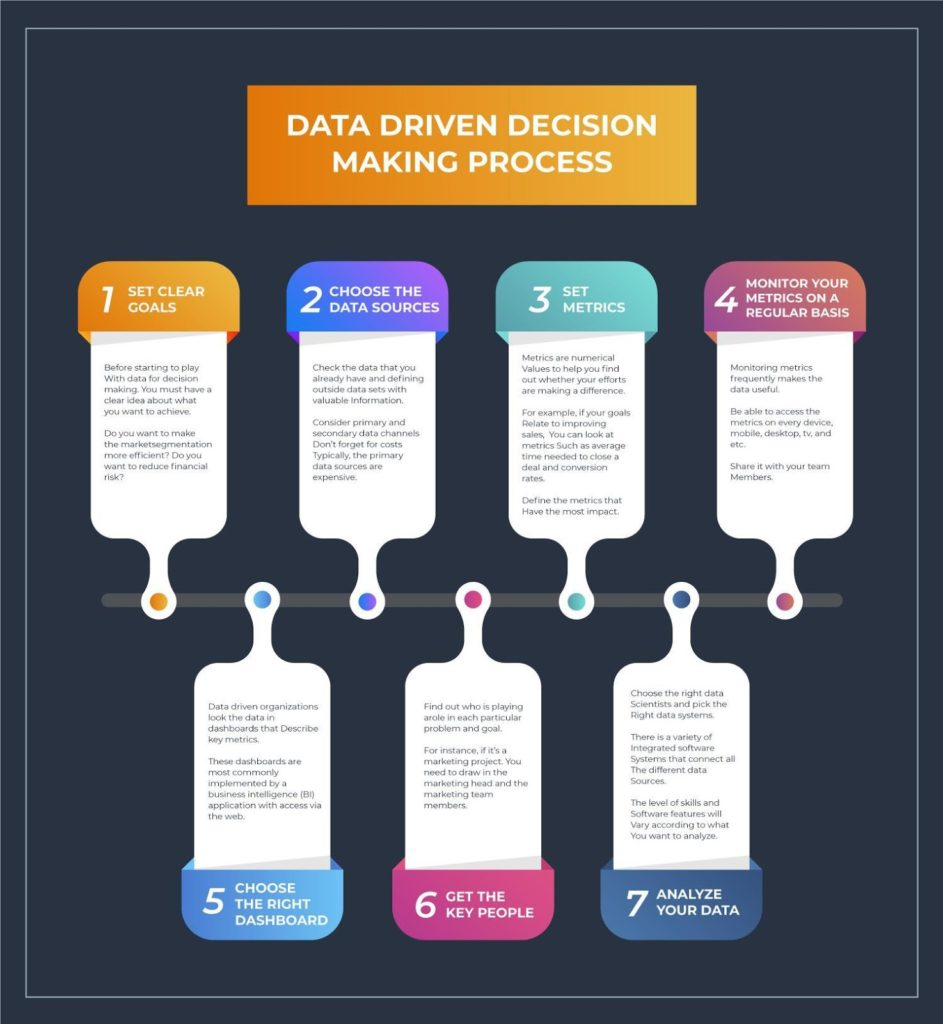 DATA DRIVEN DECISION
MAKING PROCESS
1
SET CLEAR
GOALS
Before starting to play
With data for decision
making. You must have a
clear idea about what
you want to achieve.
Do you want to make
the marketsegmentation
more efficient? Do you
want to reduce financial
risk?
2
CHOOSE THE
DATA SOURCES
Check the data that you
already have and defining
outside data sets with
valuable Information.
Consider primary and
secondary data channels
Don't forget for costs
Typically, the primary
data sources are
expensive.
3
SET
METRICS
Metrics are numerical
Values to help you find
out whether your efforts
are making a difference.
For example, if your goals
Relate to improving
sales, You can look at
metrics Such as average
time needed to close a
deal and conversion
rates.
Define the metrics that
Have the most impact.
4
MONITOR YOUR
METRICS ON A
REGULAR BASIS
Monitoring metrics
frequently makes the
data useful.
Be able to access the
metrics on every device,
mobile, desktop, tv, and
etc.
Share it with your team
Members.
Data driven organizations
look the data in
dashboards that Describe
key metrics.
These dashboards are
most commonly
implemented by a
business intelligence (BI)
application with access via
the web.
5
CHOOSE
THE RIGHT
DASHBOARD
Find out who is playing
arole in each particular
problem and goal.
For instance, if it's a
marketing project. You
need to draw in the
marketing head and the
marketing team
members.
6
GET THE
KEY PEOPLE
Choose the right data
Scientists and pick the
Right data systems.
There is a variety of
Integrated software
Systems that connect all
The different data
Sources.
The level of skills and
Software features will
Vary according to what
You want to analyze.
7
ANALYZE
YOUR DATA